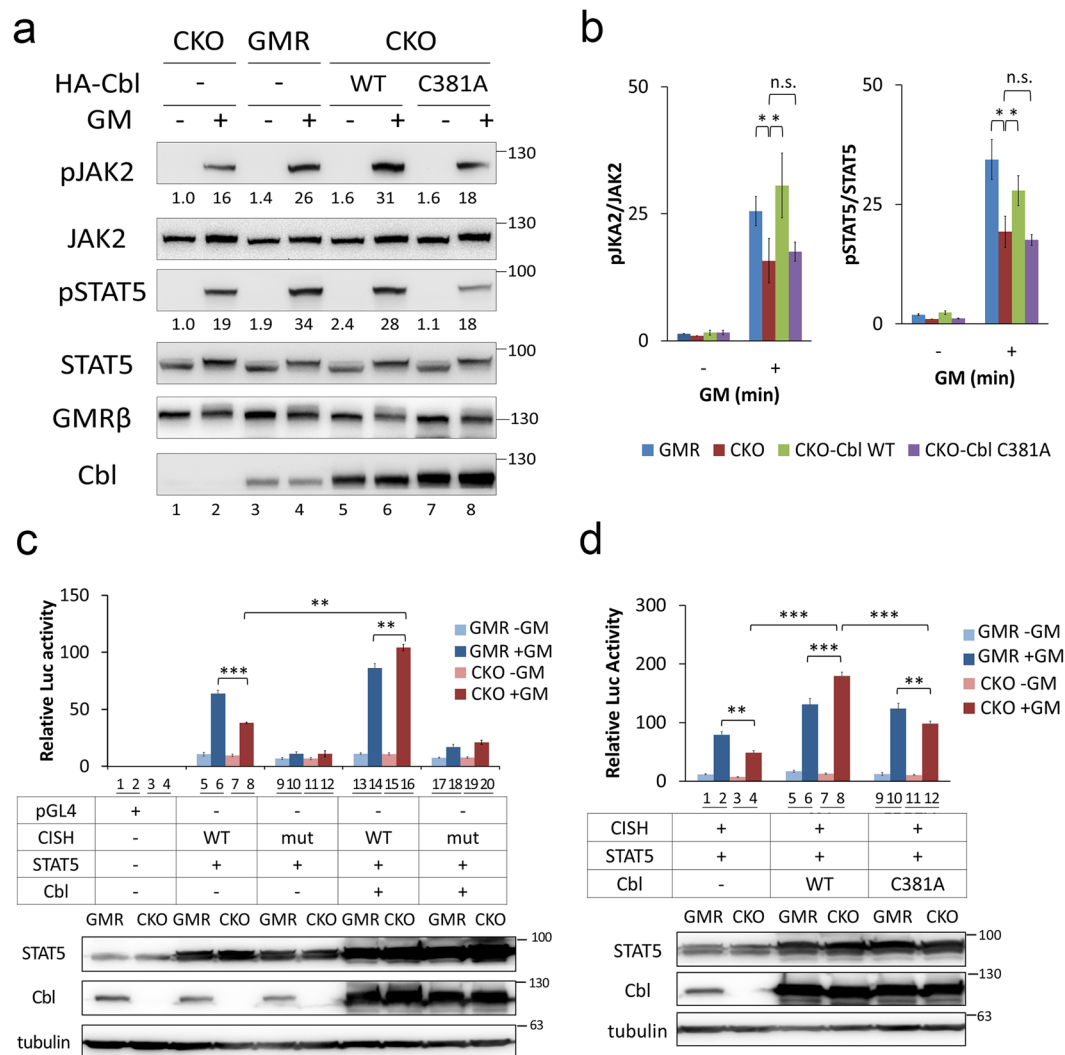 a
CKO GMR CKO
HA-Cbl - - WT C381A
GM - + - + - + - +
pJAK2 130
1.0 16 1.4 26 1.6 31 1.6 18
JAK2 130
pSTAT5 100
1.0 19 1.9 34 2.4 28 1.1 18
STAT5 100
GMRβ 130
Cbl 130
1 2 3 4 5 6 7 8
b
pJKA2/JAK2
50
25
0
n.s.
* *
- +
GM (min)
pSTAT5/STAT5
50
25
0
n.s.
* *
- +
GM (min)
GMR CKO CKO-Cbl WT CKO-Cbl C381A
c
Relative Luc activity
150
100
50
0
**
**
***
GMR -GM
GMR +GM
CKO -GM
CKO +GM
1 2 3 4 5 6 7 8 9 10 11 12 13 14 15 16 17 18 19 20
pGL4 + - - - -
CISH - WT mut WT mut
STAT5 - + + + +
Cbl - - - + +
GMR CKO GMR CKO GMR CKO GMR CKO GMR CKO
STAT5 100
Cbl 130
tubulin 63
d
Relative Luc Activity
300
200
100
0
*** ***
***
** **
GMR -GM
GMR +GM
CKO -GM
CKO +GM
1 2 3 4 5 6 7 8 9 10 11 12
CISH + + +
STAT5 + + +
Cbl - WT C381A
GMR CKO GMR CKO GMR CKO
STAT5 100
Cbl 130
tubulin 63